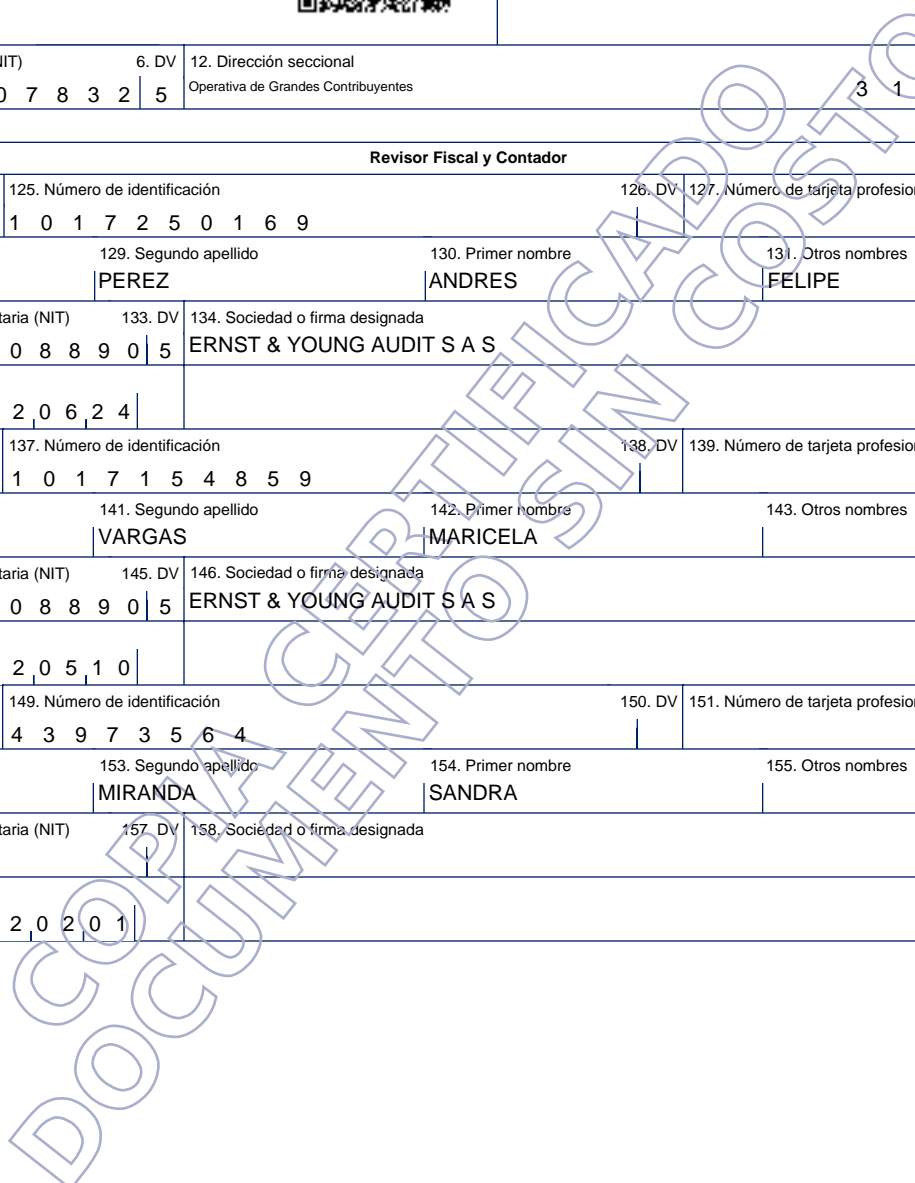 NIT) 6. DV 12. Dirección seccional
0 7 8 3 2 5 Operativa de Grandes Contribuyentes 3 1
Revisor Fiscal y Contador
125. Número de identificación 126. DV 127. Número de tarjeta profesion
1 0 1 7 2 5 0 1 6 9
129. Segundo apellido 130. Primer nombre 131. Otros nombres
PEREZ ANDRES FELIPE
taria (NIT) 133. DV 134. Sociedad o firma designada
0 8 8 9 0 5 ERNST & YOUNG AUDIT S A S
2 0 6 2 4
137. Número de identificación 138. DV 139. Número de tarjeta profesion
1 0 1 7 1 5 4 8 5 9
141. Segundo apellido 142. Primer nombre 143. Otros nombres
VARGAS MARICELA
taria (NIT) 145. DV 146. Sociedad o firma designada
0 8 8 9 0 5 ERNST & YOUNG AUDIT S A S
2 0 5 1 0
149. Número de identificación 150. DV 151. Número de tarjeta profesion
4 3 9 7 3 5 6 4
153. Segundo apellido 154. Primer nombre 155. Otros nombres
MIRANDA SANDRA
taria (NIT) 157. DV 158. Sociedad o firma designada
2 0 2 0 1
COPIA CERTIFICADO
DOCUMENTO SIN COSTO